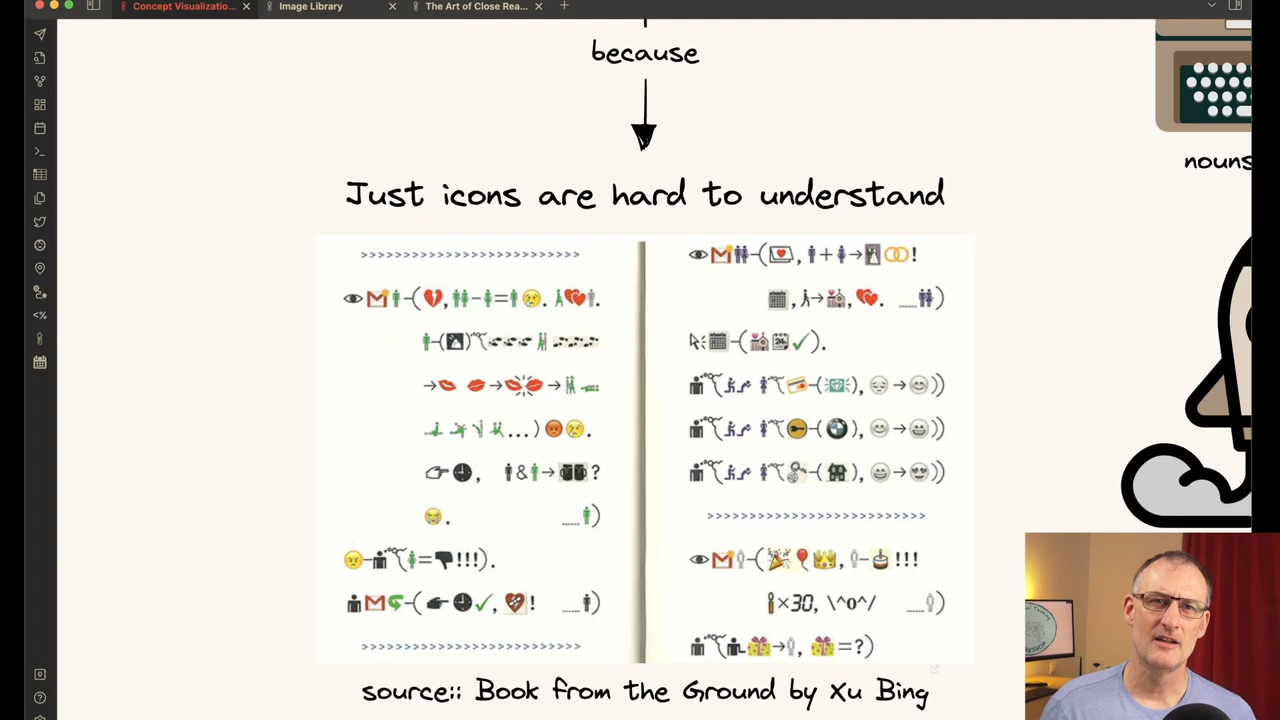 Concept Visualizatio...
Image Library
The Art of Close Rea...
because
Just icons are hard to understand
nouns
source:: Book from the Ground by Xu Bing